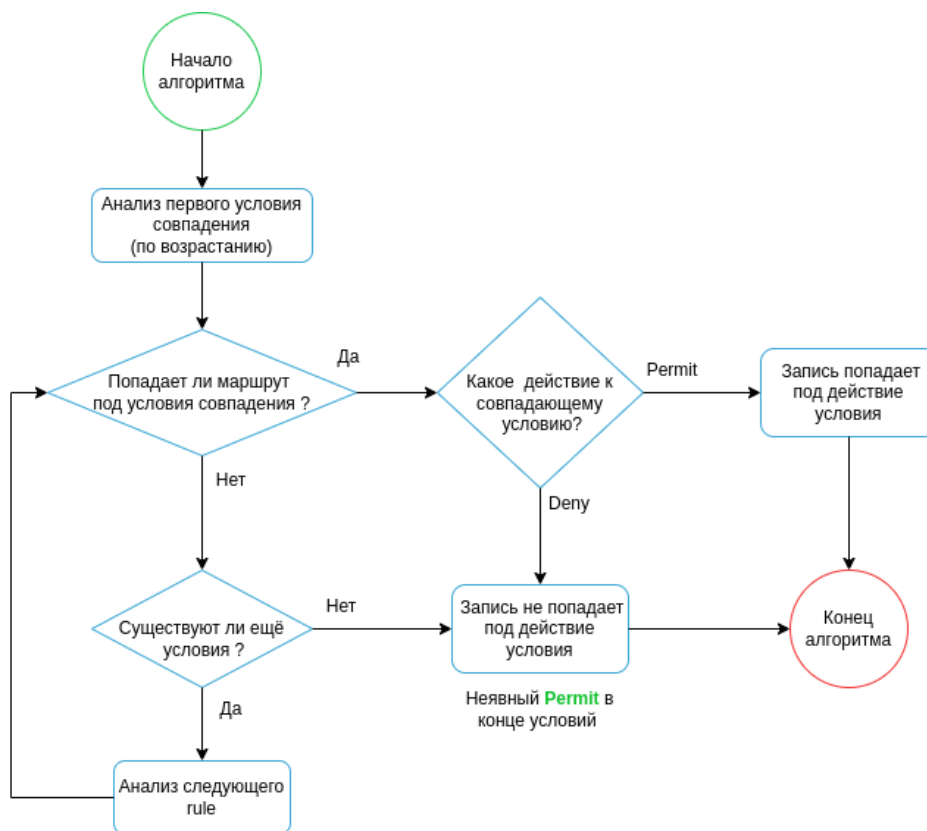 Начало
алгоритма
Анализ первого условия
совпадения
(по возрастанию)
Попадает ли маршрут
под условия совпадения ?
Да
Какое действие к
совпадающему
условию?
Permit
Запись попадает
под действие
условия
Нет
Deny
Существуют ли ещё
условия ?
Нет
Запись не попадает
под действие
условия
Конец
алгоритма
Неявный Permit в
конце условий
Да
Анализ следующего
rule